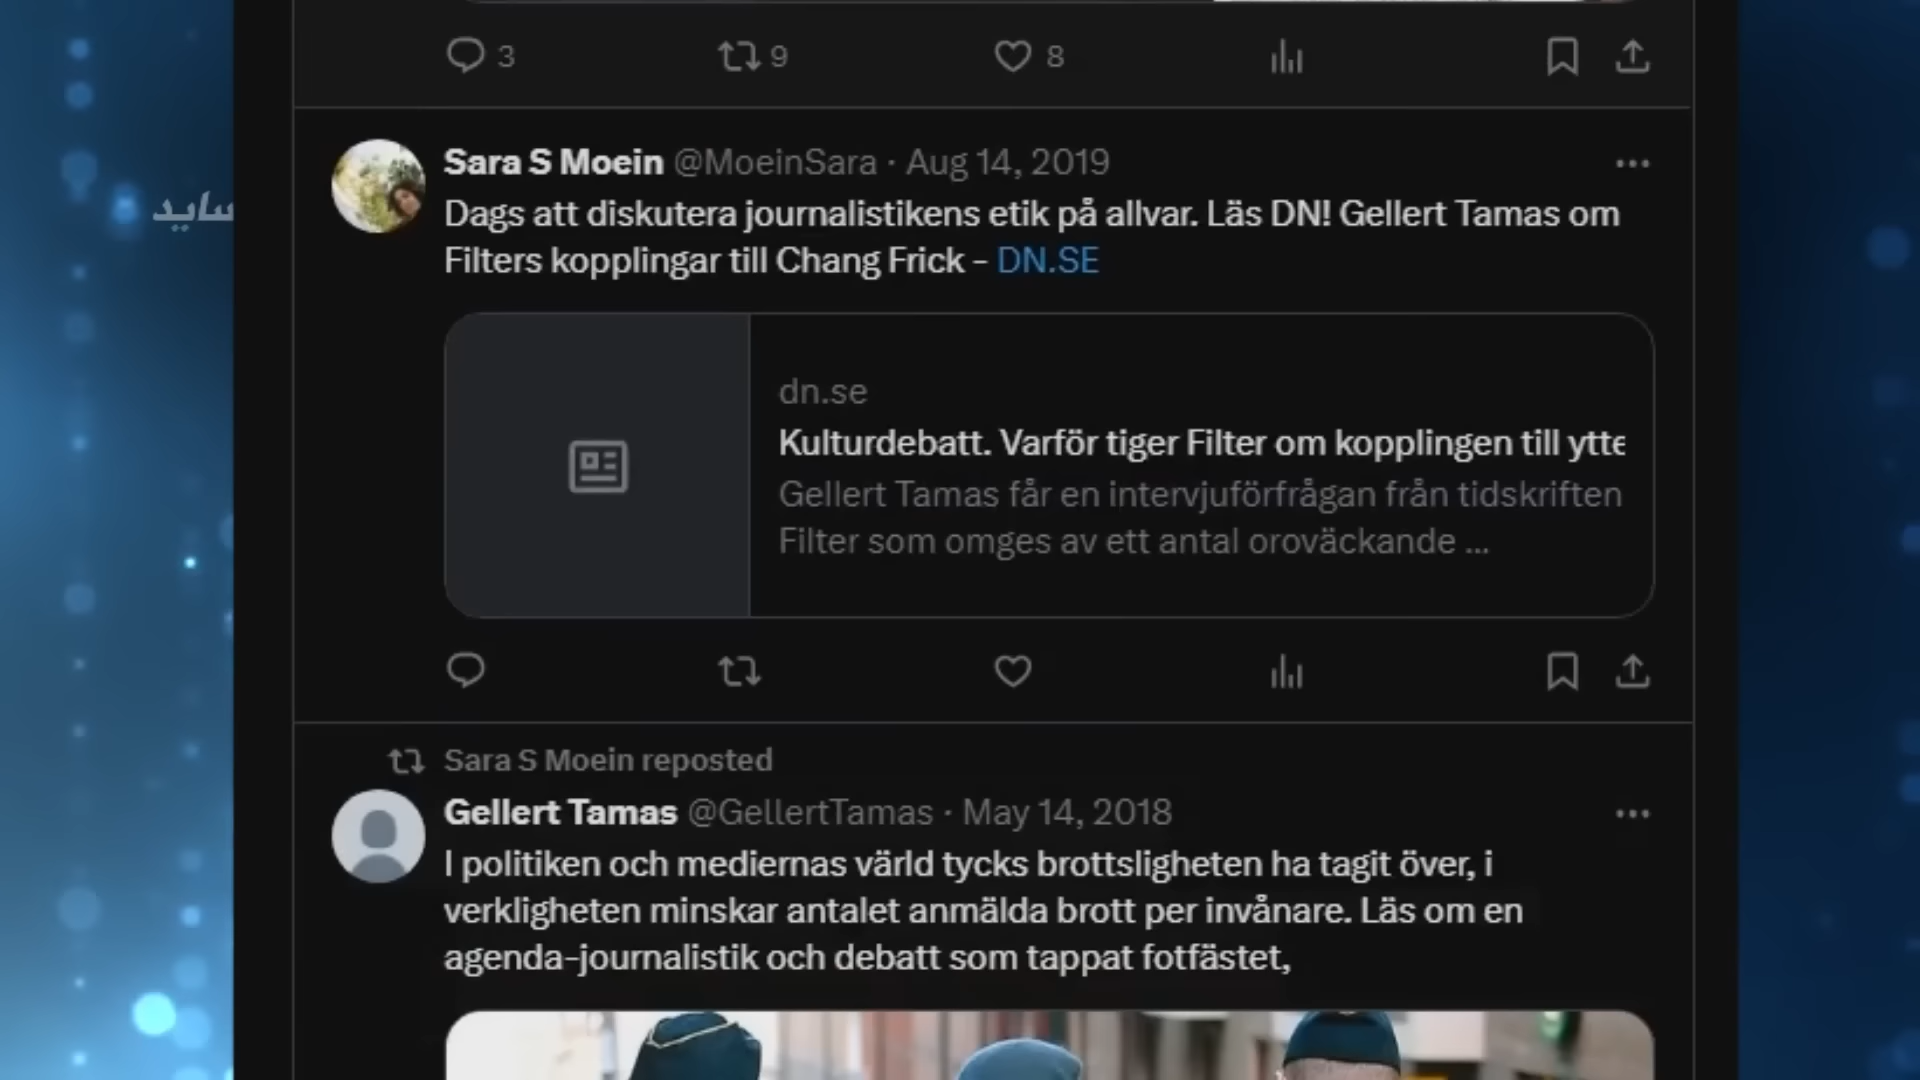 3 9 8
Sara S Moein @MoeinSara · Aug 14, 2019
Dags att diskutera journalistikens etik på allvar. Läs DN! Gellert Tamas om
Filters kopplingar till Chang Frick – DN.SE
dn.se
Kulturdebatt. Varför tiger Filter om kopplingen till ytte
Gellert Tamas får en intervjuförfrågan från tidskriften
Filter som omges av ett antal oroväckande ...
Sara S Moein reposted
Gellert Tamas @GellertTamas · May 14, 2018
I politiken och mediernas värld tycks brottsligheten ha tagit över, i
verkligheten minskar antalet anmälda brott per invånare. Läs om en
agenda-journalistik och debatt som tappat fotfästet,